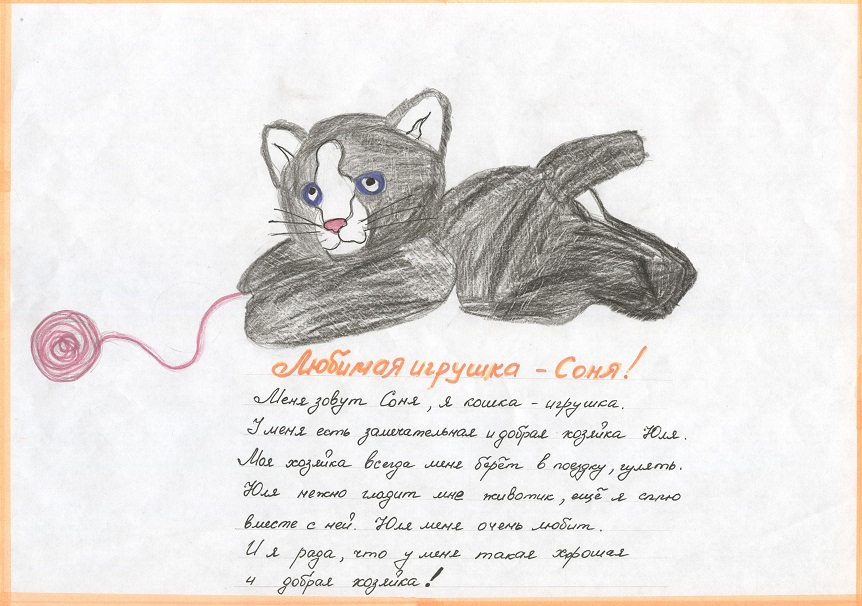 Любимая игрушка - Соня!
Меня зовут Соня, я кошка - игрушка.
У меня есть замечательная и добрая хозяйка Юля.
Моя хозяйка всегда меня берёт в поездку, гулять.
Юля нежно гладит мне животик, ещё я сплю
вместе с ней. Юля меня очень любит.
И я рада, что у меня такая хорошая
и добрая хозяйка!